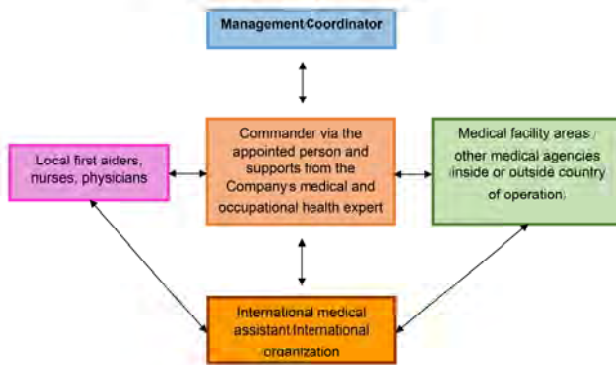 Management/Coordinator
Commander via the
appointed person and
supports from the
Company's medical and
occupational health expert
Local first aiders,
nurses, physicians
Medical facility areas
other medical agencies
inside or outside country
of operation.
International medical
assistant International
organization